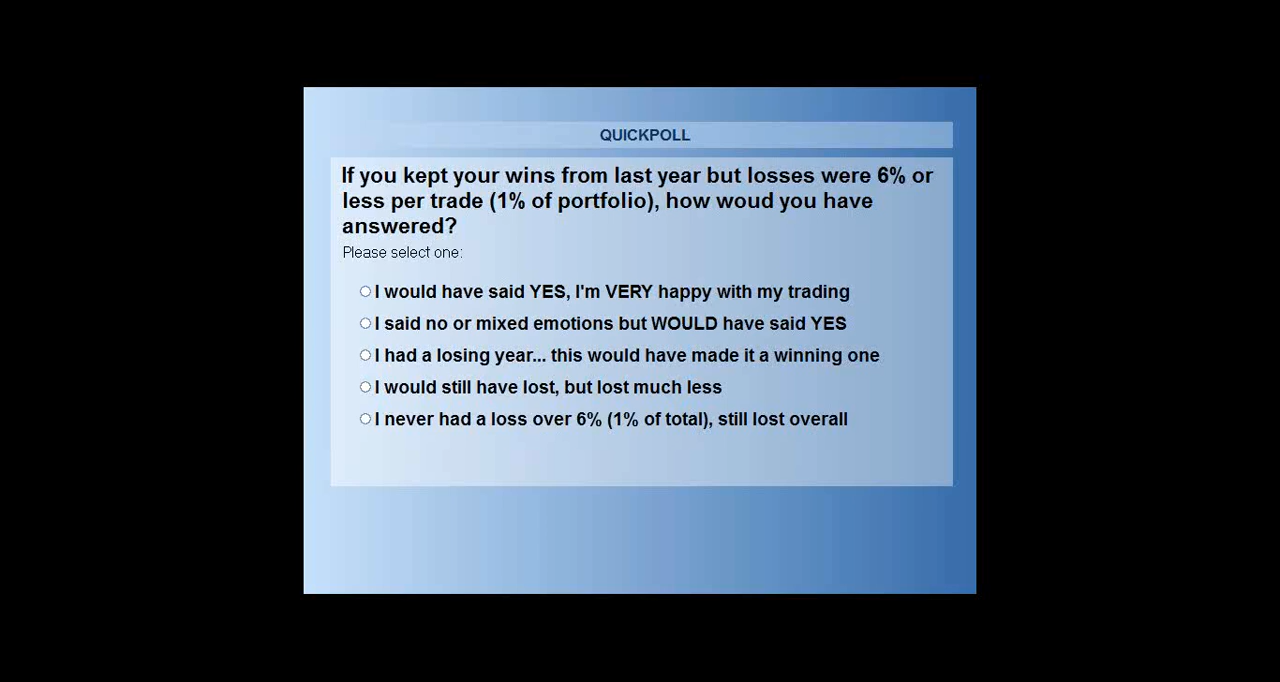 QUICKPOLL
If you kept your wins from last year but losses were 6% or
less per trade (1% of portfolio), how woud you have
answered?
Please select one:
I would have said YES, I'm VERY happy with my trading
I said no or mixed emotions but WOULD have said YES
I had a losing year... this would have made it a winning one
I would still have lost, but lost much less
I never had a loss over 6% (1% of total), still lost overall